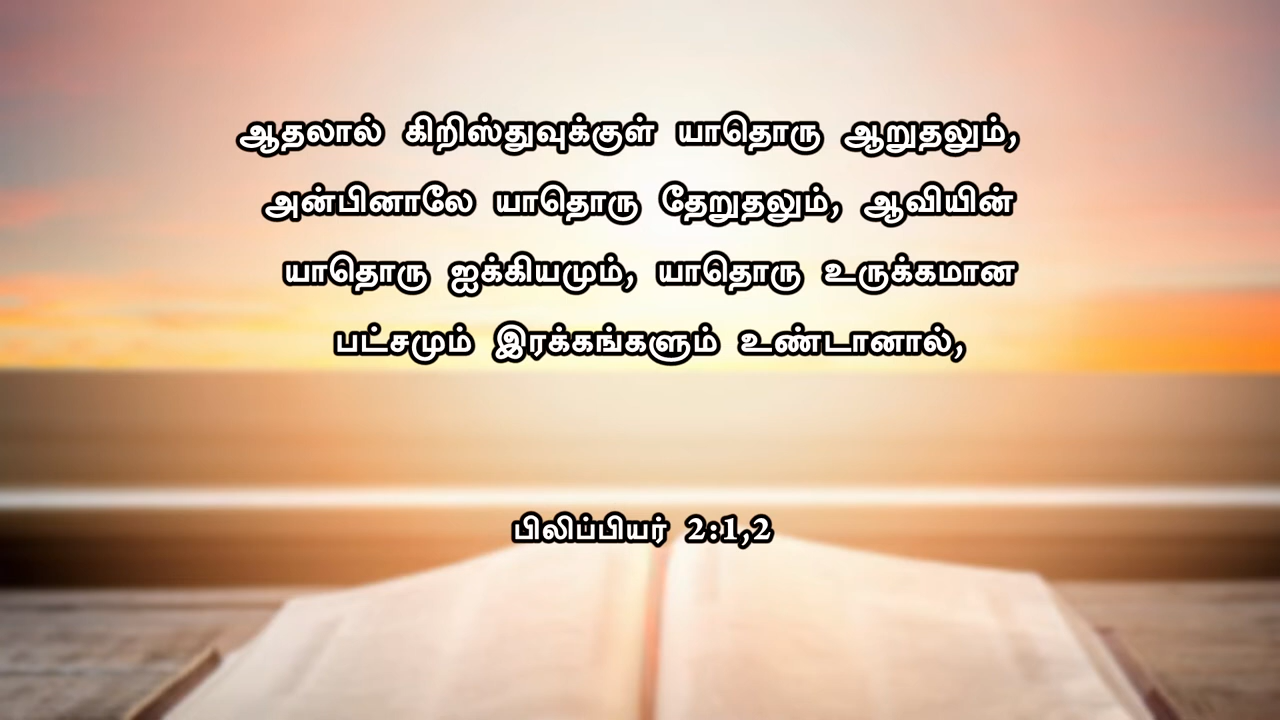 ஆதலால் கிறிஸ்துவுக்குள் யாதொரு ஆறுதலும்,
அன்பினாலே யாதொரு தேறுதலும், ஆவியின்
யாதொரு ஐக்கியமும், யாதொரு உருக்கமான
பட்சமும் இரக்கங்களும் உண்டானால்,
பிலிப்பியர் 2:1,2